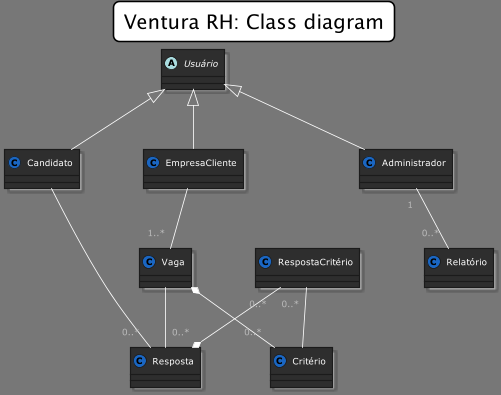 Ventura RH: Class diagram
A Usuário
C Candidato
C EmpresaCliente
C Administrador
1..*
1
0..*
C Vaga
C RespostaCritério
C Relatório
0..*
0..*
0..*
0..*
0..*
C Resposta
C Critério